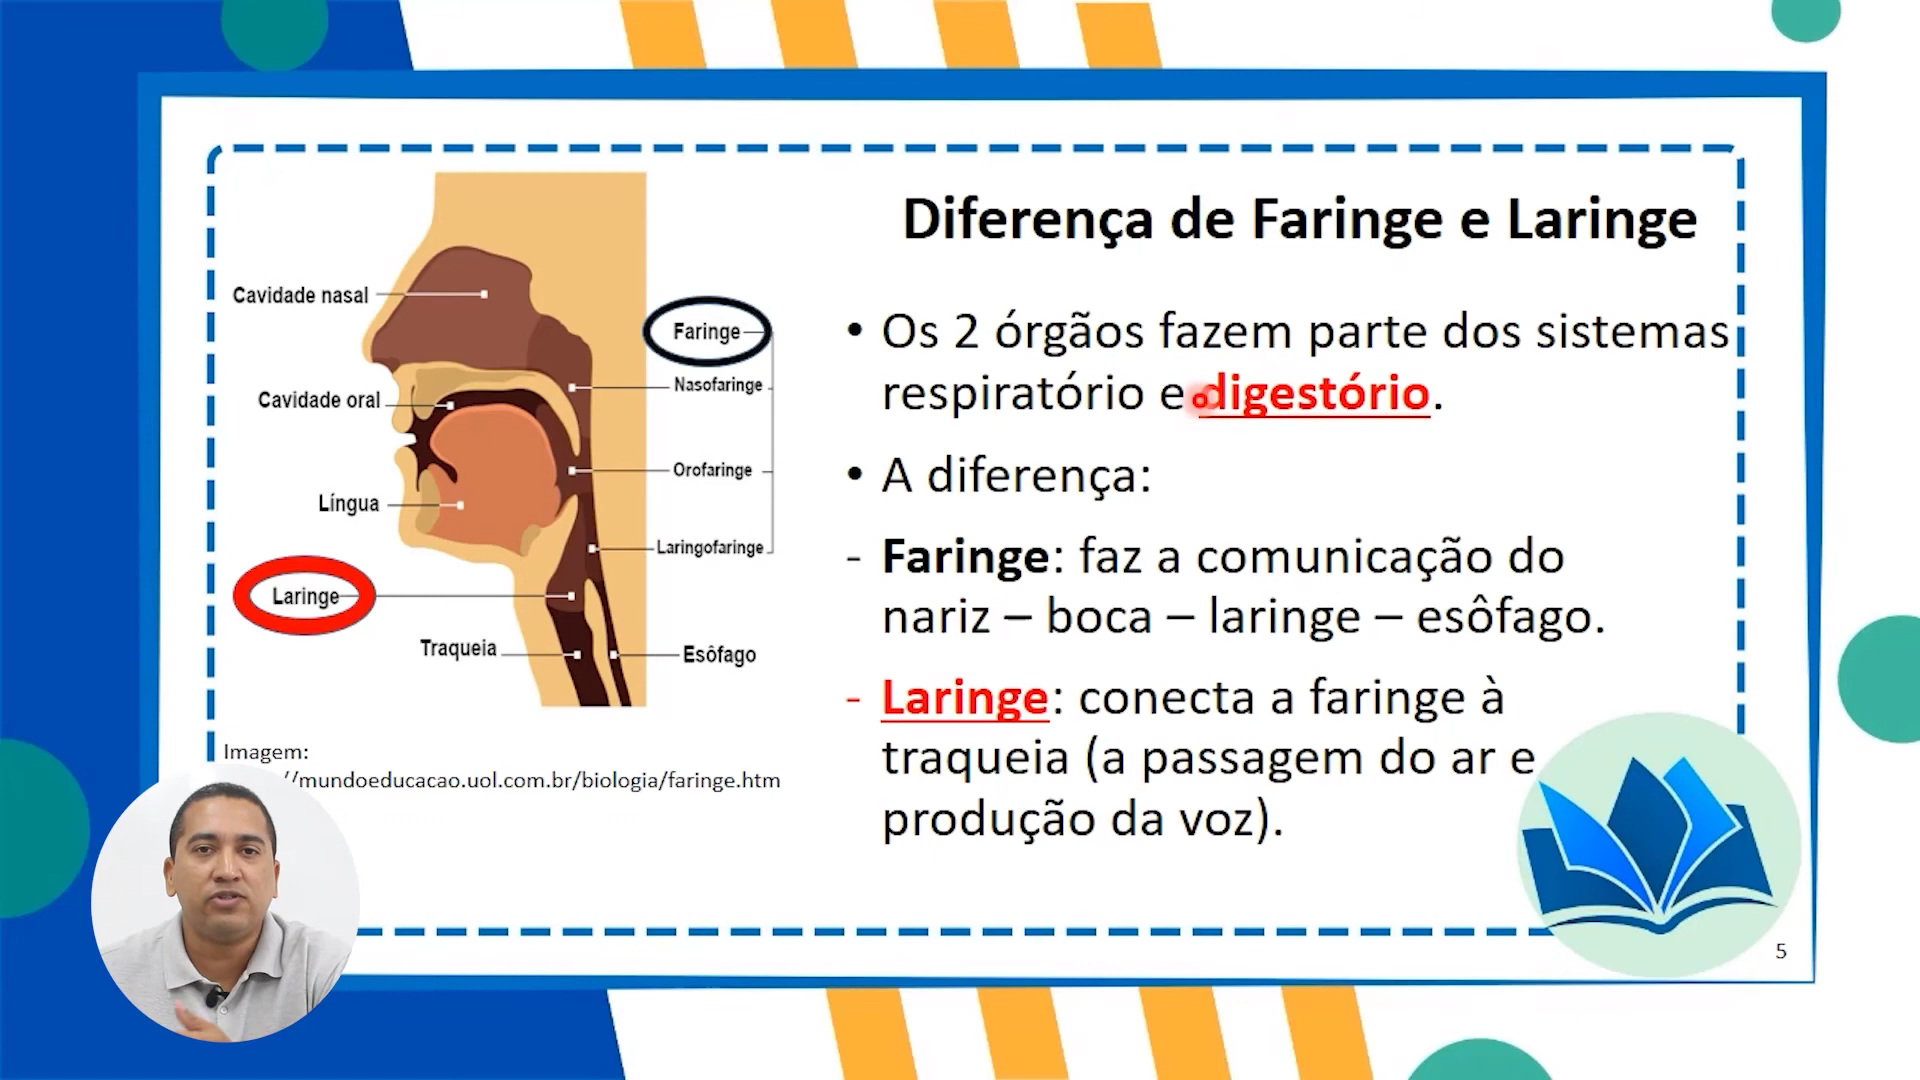 Diferença de Faringe e Laringe
Cavidade nasal
Faringe
Nasofaringe
Cavidade oral
Orofaringe
Língua
Laringofaringe
Laringe
Traqueia
Esôfago
Imagem:
//mundoeducacao.uol.com.br/biologia/faringe.htm
• Os 2 órgãos fazem parte dos sistemas
respiratório e digestório.
• A diferença:
- Faringe: faz a comunicação do
nariz – boca – laringe – esôfago.
- Laringe: conecta a faringe à
traqueia (a passagem do ar e
produção da voz).
5